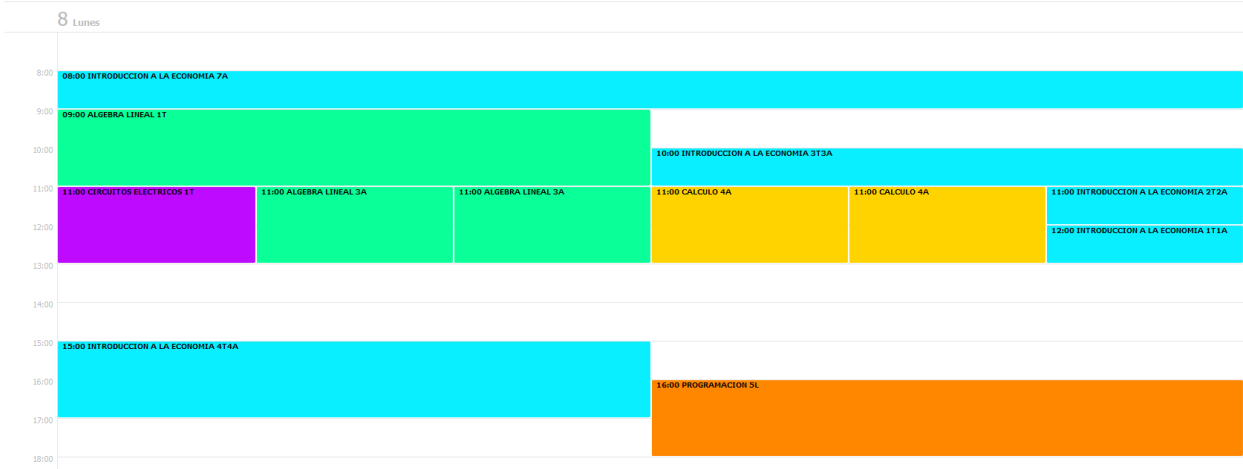 8 Lunes
8:00
08:00 INTRODUCCION A LA ECONOMIA 7A
9:00
09:00 ALGEBRA LINEAL 1T
10:00
10:00 INTRODUCCION A LA ECONOMIA 3T3A
11:00
11:00 CIRCUITOS ELECTRICOS 1T
11:00 ALGEBRA LINEAL 3A
11:00 ALGEBRA LINEAL 3A
11:00 CALCULO 4A
11:00 CALCULO 4A
11:00 INTRODUCCION A LA ECONOMIA 2T2A
12:00
12:00 INTRODUCCION A LA ECONOMIA 1T1A
13:00
14:00
15:00
15:00 INTRODUCCION A LA ECONOMIA 4T4A
16:00
16:00 PROGRAMACION 5L
17:00
18:00